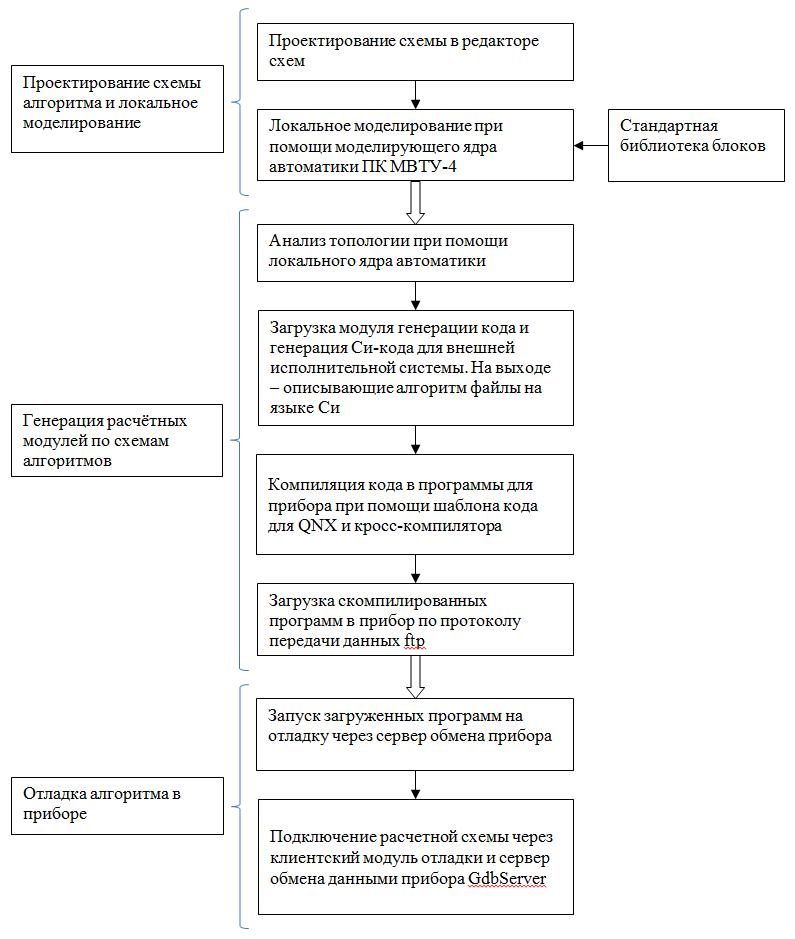 Проектирование схемы в редакторе
схем
Проектирование схемы
алгоритма и локальное
моделирование
Локальное моделирование при
помощи моделирующего ядра
автоматики ПК МВТУ-4
Стандартная
библиотека блоков
Анализ топологии при помощи
локального ядра автоматики
Загрузка модуля генерации кода и
генерация Си-кода для внешней
исполнительной системы. На выходе
– описывающие алгоритм файлы на
языке Си
Генерация расчётных
модулей по схемам
алгоритмов
Компиляция кода в программы для
прибора при помощи шаблона кода
для QNX и кросс-компилятора
Загрузка скомпилированных
программ в прибор по протоколу
передачи данных ftp
Запуск загруженных программ на
отладку через сервер обмена прибора
Отладка алгоритма в
приборе
Подключение расчетной схемы через
клиентский модуль отладки и сервер
обмена данными прибора GdbServer